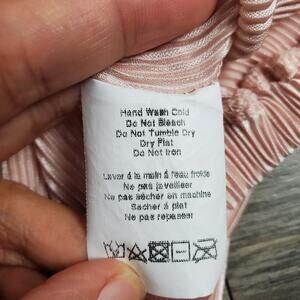 Hand Wash Cold
Do Not Bleach
Do Not Tumble Dry
Dry Flat
Do Not Iron
Laver à la main à l'eau froide
Ne pas javelliser
Ne pas sécher en machine
Sécher à plat
Ne pas repasser